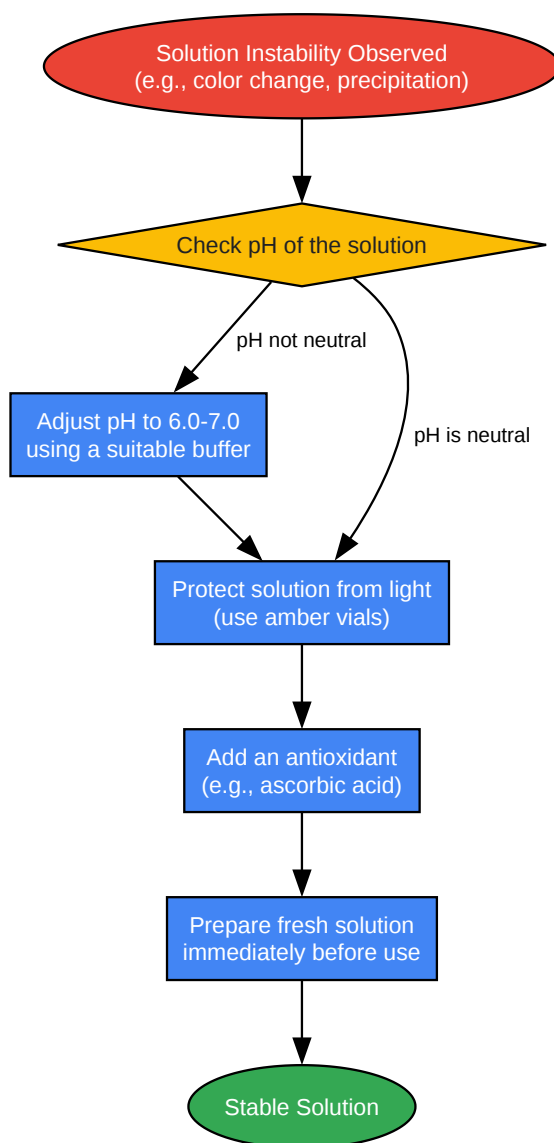 Solution Instability Observed
(e.g., color change, precipitation)
Check pH of the solution
pH not neutral
Adjust pH to 6.0-7.0
using a suitable buffer
pH is neutral
Protect solution from light
(use amber vials)
Add an antioxidant
(e.g., ascorbic acid)
Prepare fresh solution
immediately before use
Stable Solution